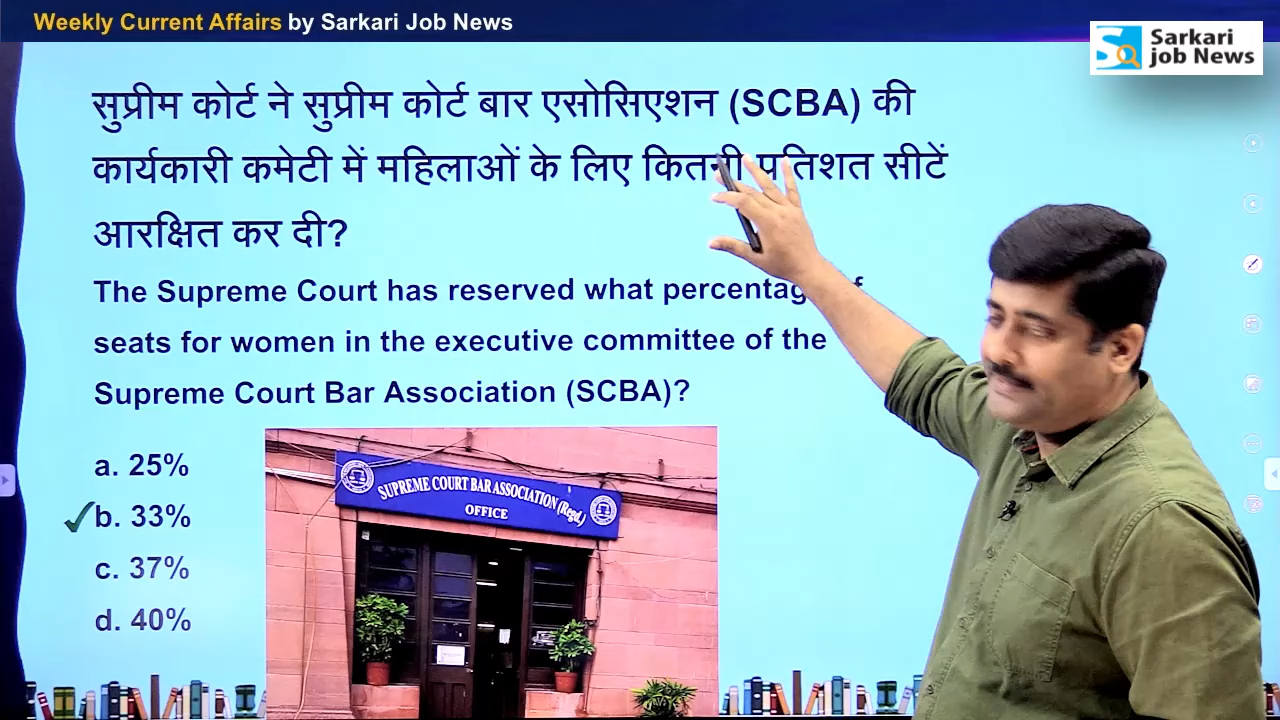 Weekly Current Affairs by Sarkari Job News
Sarkari
job News
सुप्रीम कोर्ट ने सुप्रीम कोर्ट बार एसोसिएशन (SCBA) की
कार्यकारी कमेटी में महिलाओं के लिए कितनी प्रतिशत सीटें
आरक्षित कर दी?
The Supreme Court has reserved what percentage of
seats for women in the executive committee of the
Supreme Court Bar Association (SCBA)?
a. 25%
b. 33%
c. 37%
d. 40%
SUPREME COURT BAR ASSOCIATION (Regd.)
OFFICE